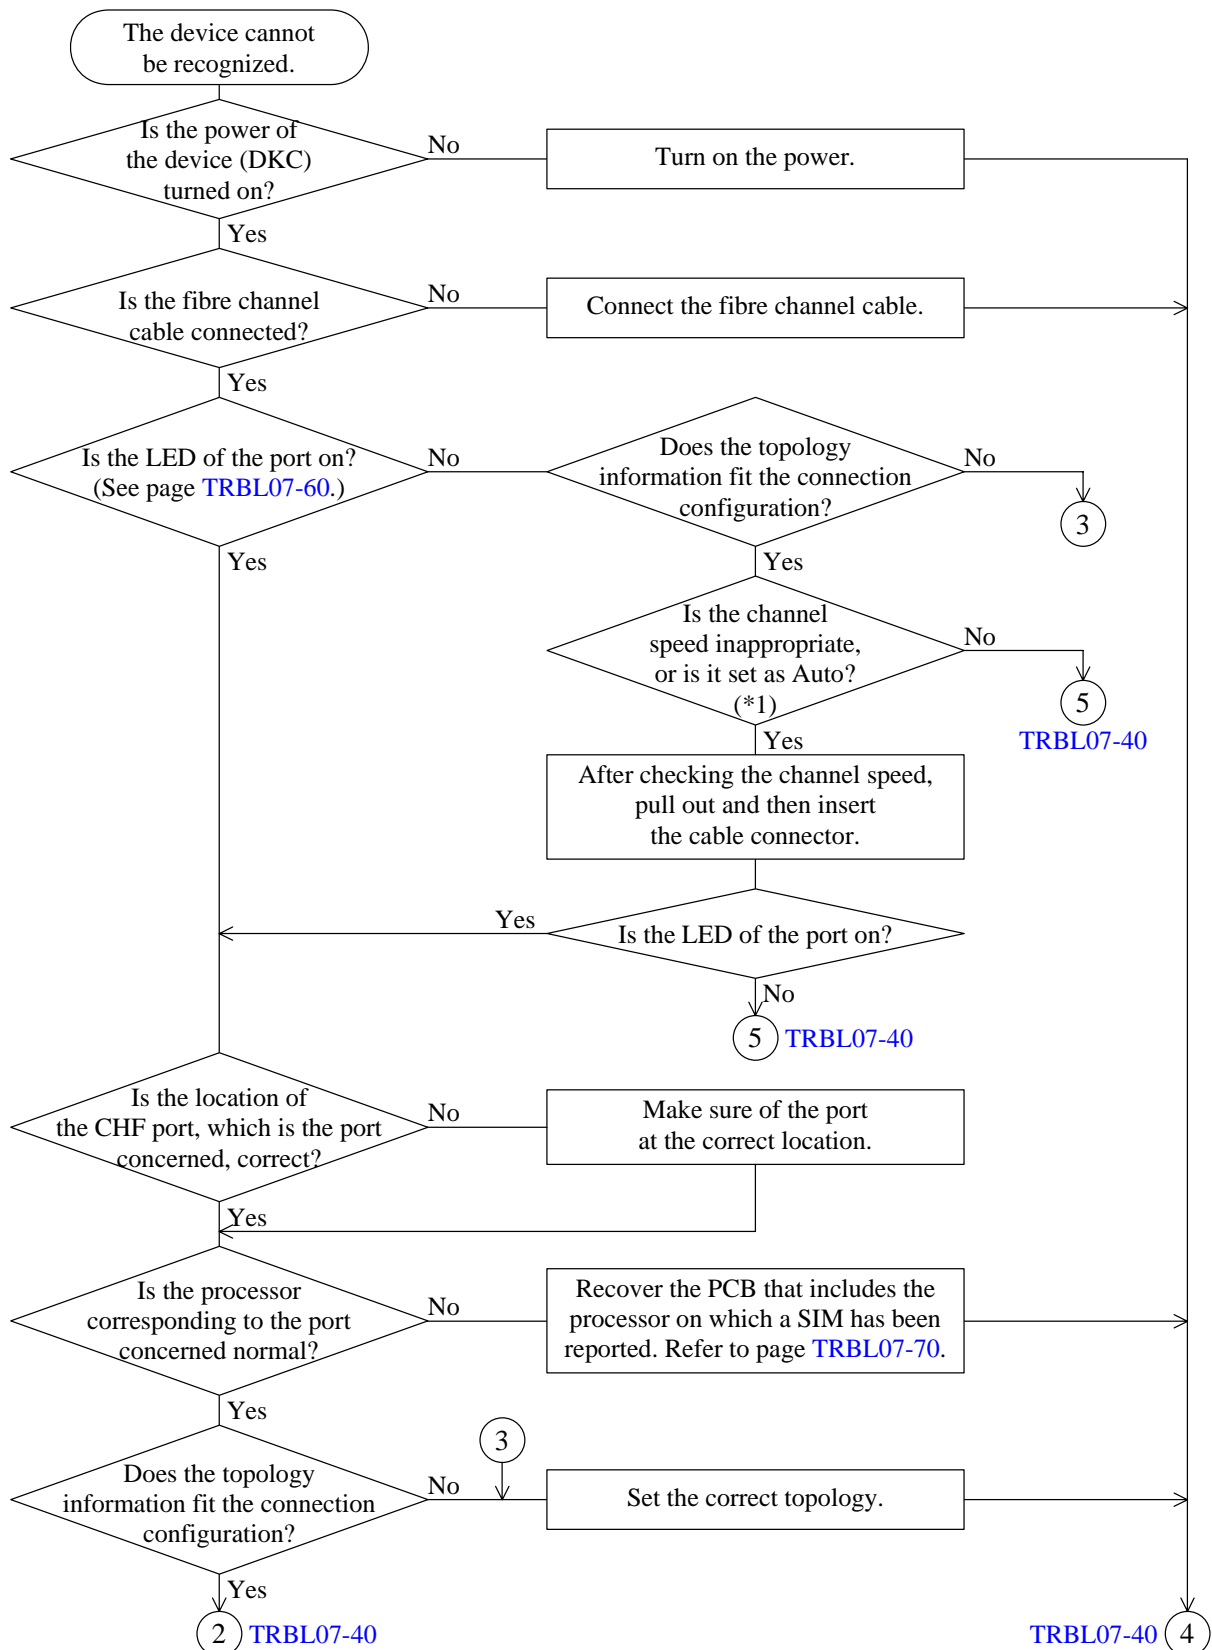 The device cannot
be recognized.
Is the power of
the device (DKC)
turned on?
No
Turn on the power.
Yes
Is the fibre channel
cable connected?
No
Connect the fibre channel cable.
Yes
Is the LED of the port on?
(See page TRBL07-60.)
No
Does the topology
information fit the connection
configuration?
No
3
Yes
Yes
Is the channel
speed inappropriate,
or is it set as Auto?
(*1)
No
5
TRBL07-40
Yes
After checking the channel speed,
pull out and then insert
the cable connector.
Yes
Is the LED of the port on?
No
5 TRBL07-40
Is the location of
the CHF port, which is the port
concerned, correct?
No
Make sure of the port
at the correct location.
Yes
Is the processor
corresponding to the port
concerned normal?
No
Recover the PCB that includes the
processor on which a SIM has been
reported. Refer to page TRBL07-70.
Yes
3
Does the topology
information fit the connection
configuration?
No
Set the correct topology.
Yes
2 TRBL07-40
TRBL07-40 4